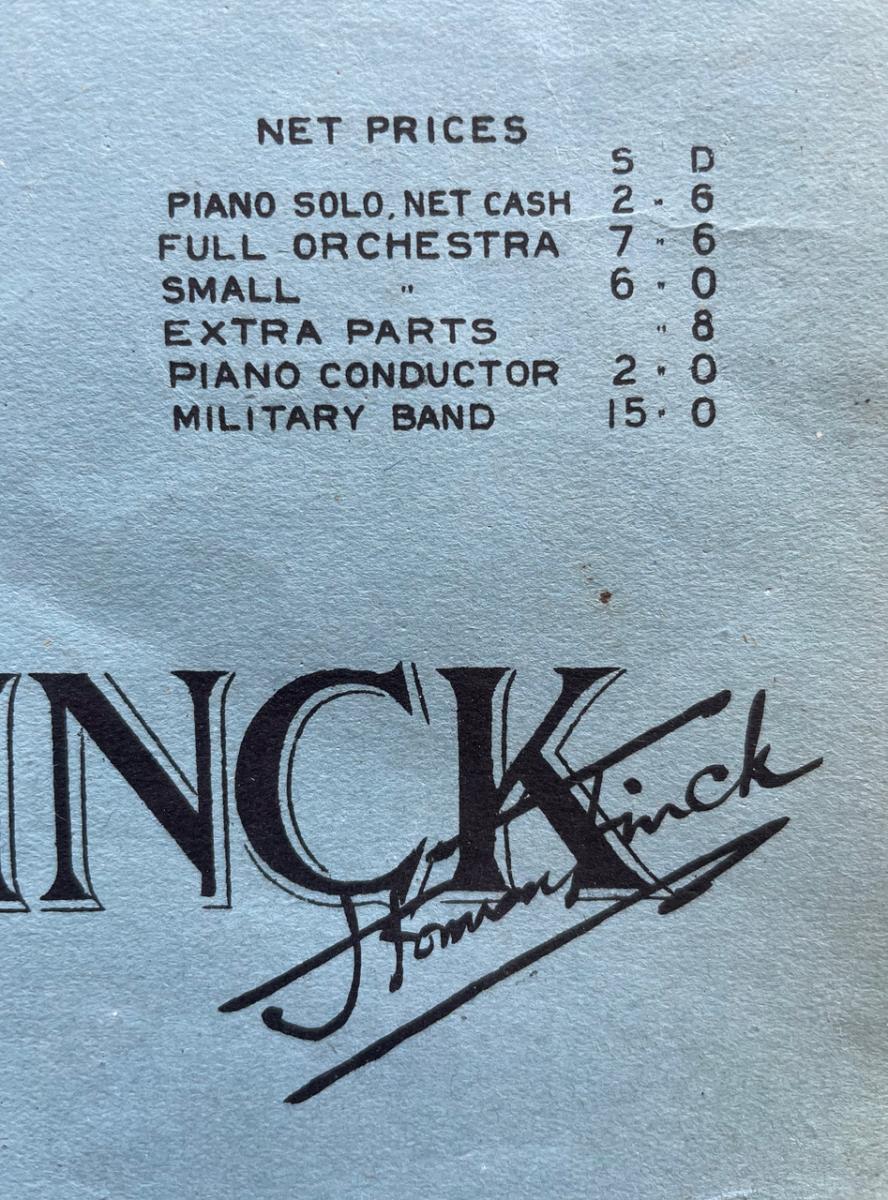 NET PRICES
S D
PIANO SOLO, NET CASH 2 " 6
FULL ORCHESTRA 7 " 6
SMALL " 6 " 0
EXTRA PARTS " 8
PIANO CONDUCTOR 2 " 0
MILITARY BAND 15 " 0
INCK
Herman Finck